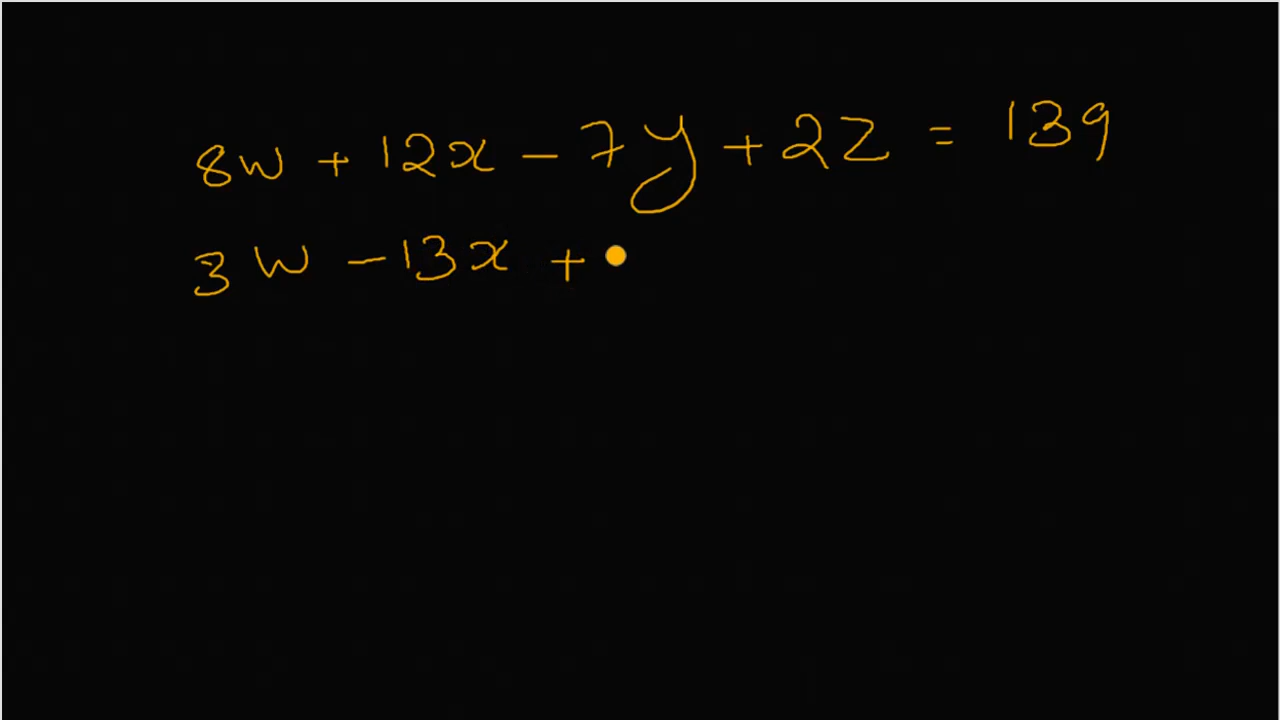 8w + 12x - 7y + 2z = 139
3w - 13x +